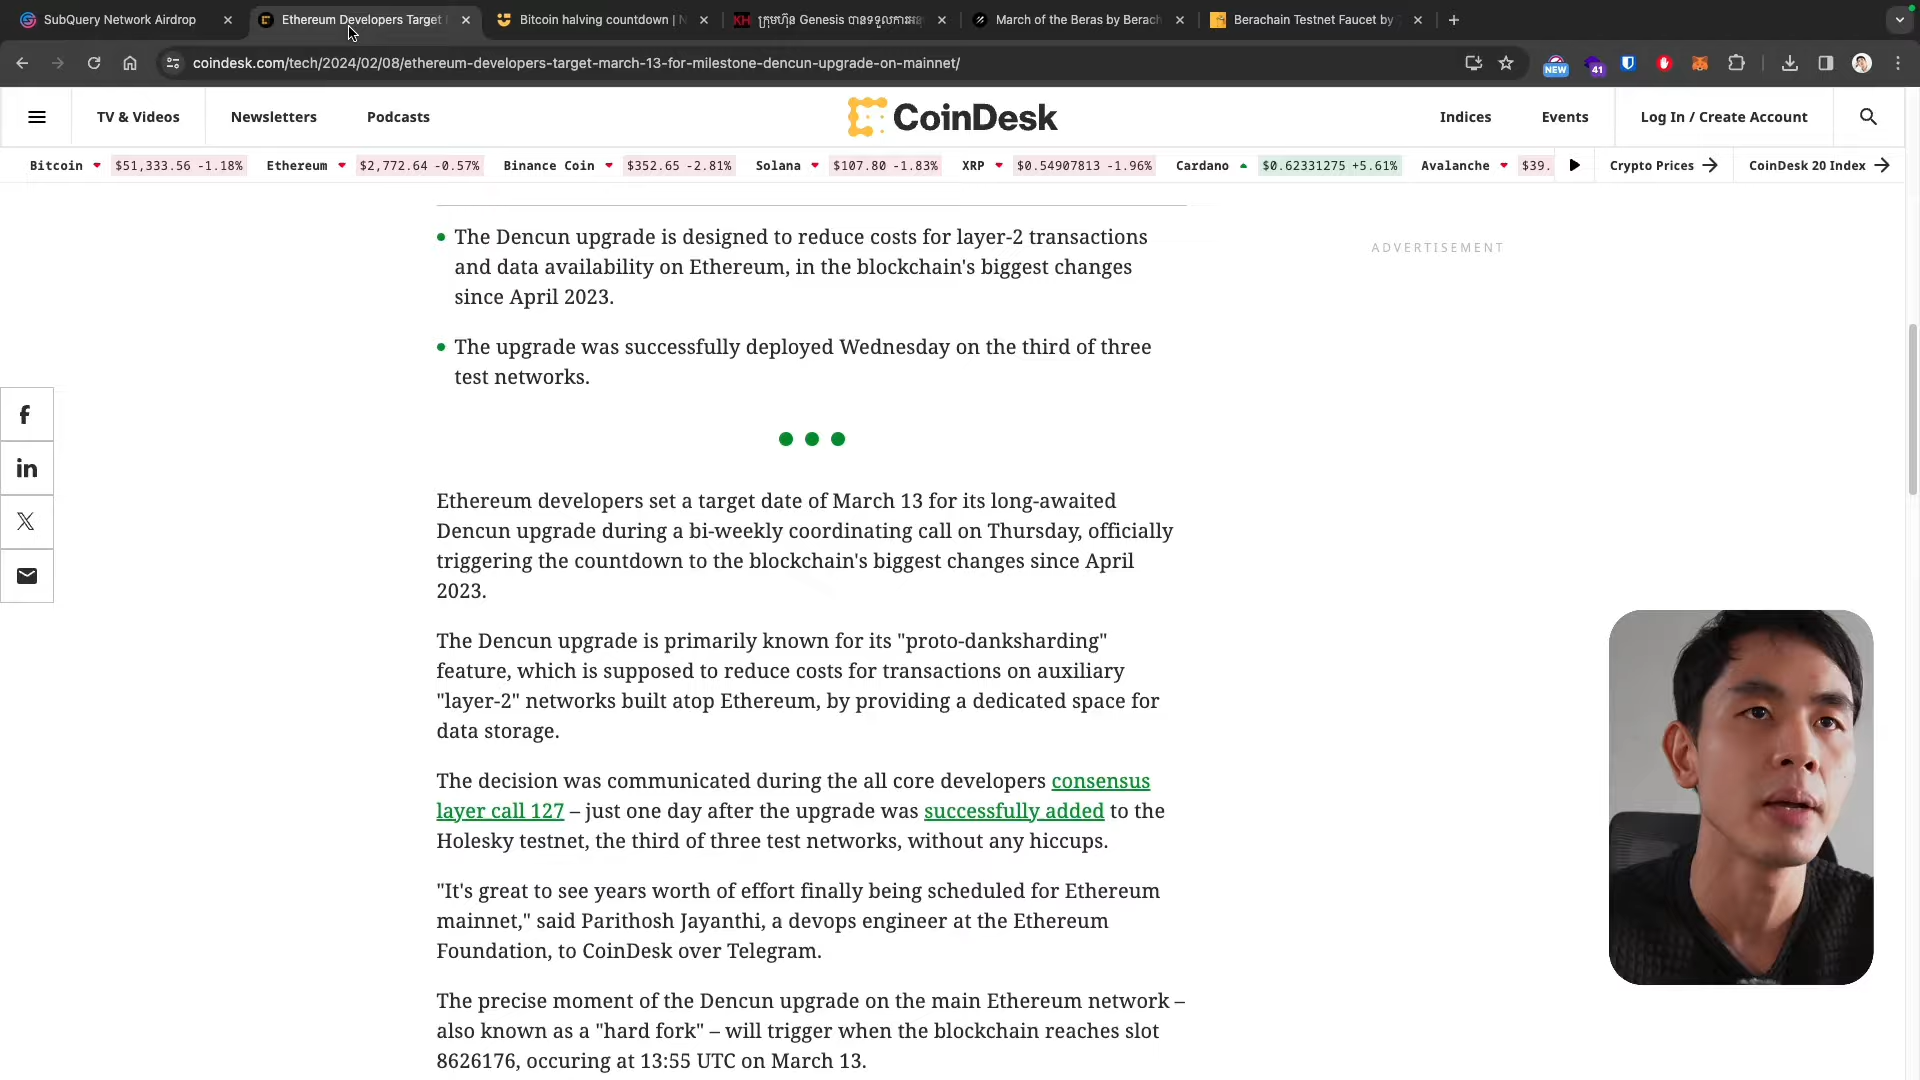 SubQuery Network Airdrop
Ethereum Developers Target
Bitcoin halving countdown | N
KH ក្រុមហ៊ុន Genesis បានទទួលការអនុ
March of the Beras by Berach
Berachain Testnet Faucet by
coindesk.com/tech/2024/02/08/ethereum-developers-target-march-13-for-milestone-dencun-upgrade-on-mainnet/
NEW
41
TV & Videos
Newsletters
Podcasts
CoinDesk
Indices
Events
Log In / Create Account
Bitcoin $51,333.56 -1.18% Ethereum $2,772.64 -0.57% Binance Coin $352.65 -2.81% Solana $107.80 -1.83% XRP $0.54907813 -1.96% Cardano $0.62331275 +5.61% Avalanche $39. Crypto Prices CoinDesk 20 Index
The Dencun upgrade is designed to reduce costs for layer-2 transactions
and data availability on Ethereum, in the blockchain's biggest changes
since April 2023.
ADVERTISEMENT
The upgrade was successfully deployed Wednesday on the third of three
test networks.
Ethereum developers set a target date of March 13 for its long-awaited
Dencun upgrade during a bi-weekly coordinating call on Thursday, officially
triggering the countdown to the blockchain's biggest changes since April
2023.
The Dencun upgrade is primarily known for its "proto-danksharding"
feature, which is supposed to reduce costs for transactions on auxiliary
"layer-2" networks built atop Ethereum, by providing a dedicated space for
data storage.
The decision was communicated during the all core developers consensus
layer call 127 – just one day after the upgrade was successfully added to the
Holesky testnet, the third of three test networks, without any hiccups.
"It's great to see years worth of effort finally being scheduled for Ethereum
mainnet," said Parithosh Jayanthi, a devops engineer at the Ethereum
Foundation, to CoinDesk over Telegram.
The precise moment of the Dencun upgrade on the main Ethereum network –
also known as a "hard fork" – will trigger when the blockchain reaches slot
8626176, occuring at 13:55 UTC on March 13.